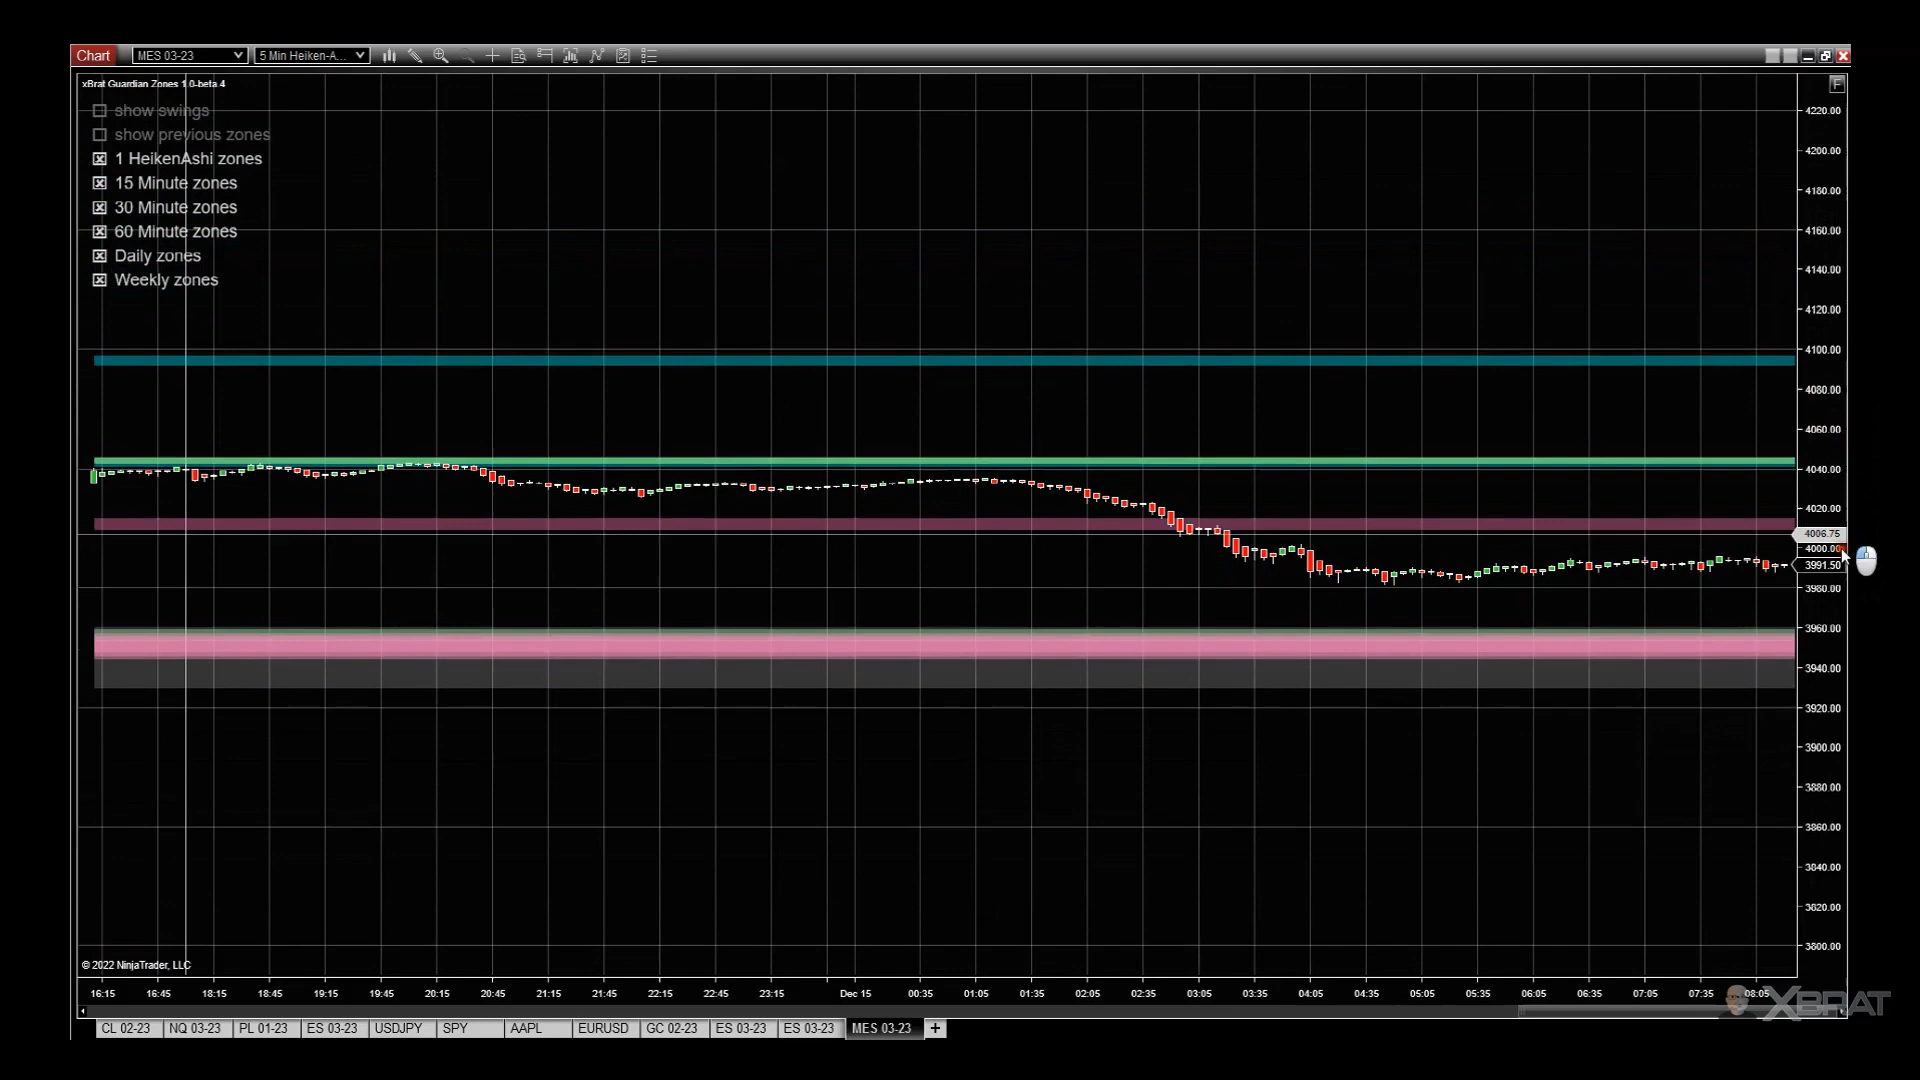 Chart MES 03-23 5 Min Heiken-A...
xBrat Guardian Zones 1.0-beta 4
F
show swings
show previous zones
1 HeikenAshi zones
15 Minute zones
30 Minute zones
60 Minute zones
Daily zones
Weekly zones
4220.00
4200.00
4180.00
4160.00
4140.00
4120.00
4100.00
4080.00
4060.00
4040.00
4020.00
4006.75
4000.00
3991.50
3980.00
3960.00
3940.00
3920.00
3900.00
3880.00
3860.00
3840.00
3820.00
3800.00
© 2022 NinjaTrader, LLC
16:15 16:45 18:15 18:45 19:15 19:45 20:15 20:45 21:15 21:45 22:15 22:45 23:15 Dec 15 00:35 01:05 01:35 02:05 02:35 03:05 03:35 04:05 04:35 05:05 05:35 06:05 06:35 07:05 07:35 08:05
XBRAT
CL 02-23 NQ 03-23 PL 01-23 ES 03-23 USDJPY SPY AAPL EURUSD GC 02-23 ES 03-23 ES 03-23 MES 03-23 +